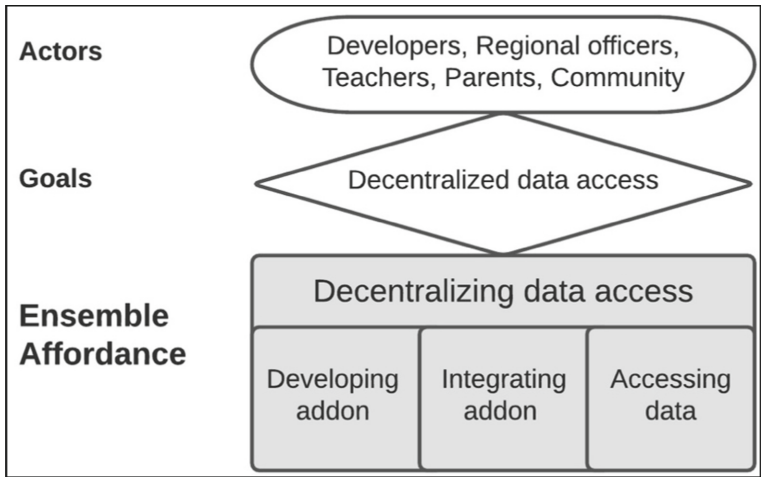 Actors
Developers, Regional officers,
Teachers, Parents, Community
Goals
Decentralized data access
Ensemble
Affordance
Decentralizing data access
Developing
addon
Integrating
addon
Accessing
data